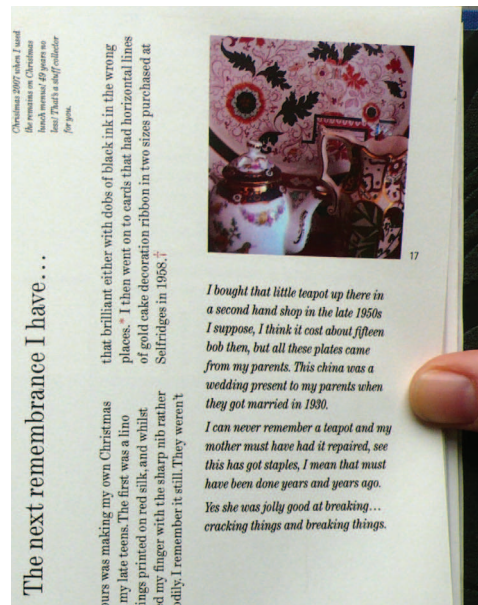 The next remembrance I have…
ours was making my own Christmas
my late teens. The first was a lino
ings printed on red silk, and whilst
d my finger with the sharp nib rather
odily, I remember it still. They weren't
that brilliant either with dobs of black ink in the wrong
places.* I then went on to cards that had horizontal lines
of gold cake decoration ribbon in two sizes purchased at
Selfridges in 1958.†
Christmas 2007 when I used
the remains on Christmas
lunch menus! 49 years no
less! That's a stuff collector
for you.
17
I bought that little teapot up there in
a second hand shop in the late 1950s
I suppose, I think it cost about fifteen
bob then, but all these plates came
from my parents. This china was a
wedding present to my parents when
they got married in 1930.
I can never remember a teapot and my
mother must have had it repaired, see
this has got staples, I mean that must
have been done years and years ago.
Yes she was jolly good at breaking…
cracking things and breaking things.